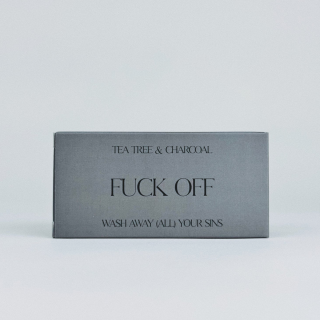 TEA TREE & CHARCOAL
FUCK OFF
WASH AWAY (ALL) YOUR SINS